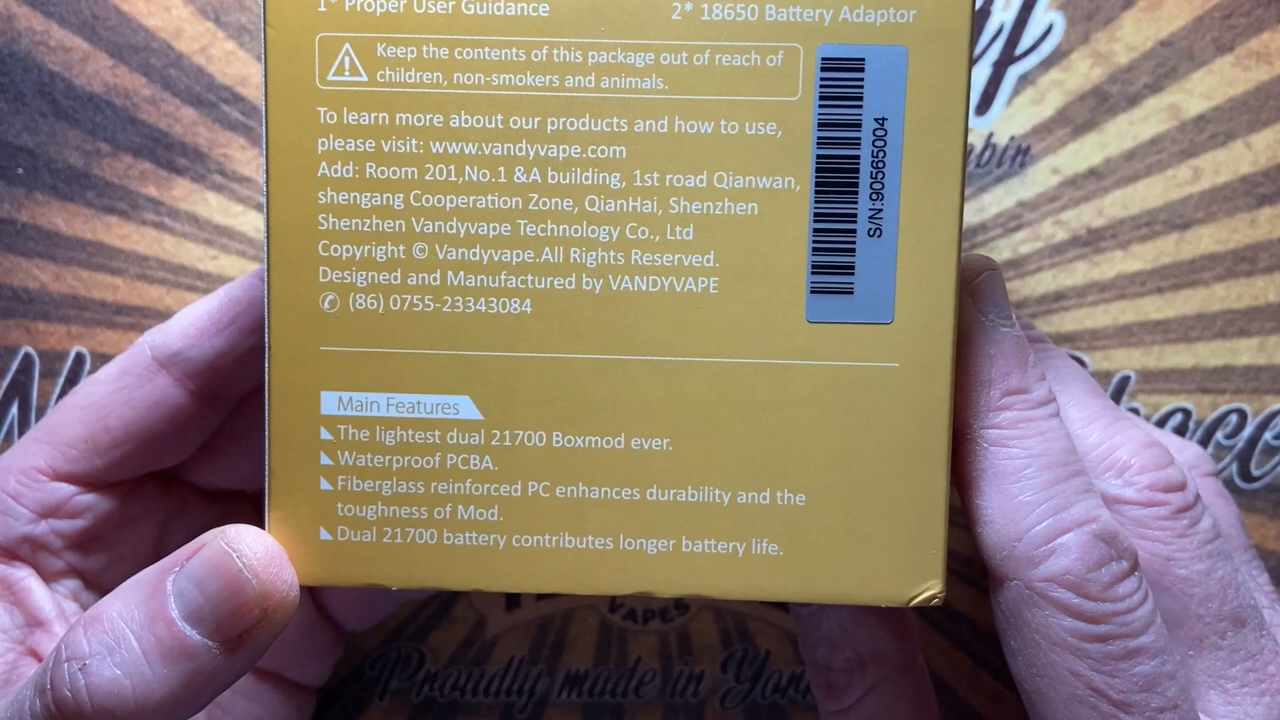 1* Proper User Guidance
2* 18650 Battery Adaptor
Keep the contents of this package out of reach of
children, non-smokers and animals.
To learn more about our products and how to use,
please visit: www.vandyvape.com
Add: Room 201,No.1 &A building, 1st road Qianwan,
shengang Cooperation Zone, QianHai, Shenzhen
Shenzhen Vandyvape Technology Co., Ltd
Copyright © Vandyvape.All Rights Reserved.
Designed and Manufactured by VANDYVAPE
✆ (86) 0755-23343084
S/N:90565004
Main Features
The lightest dual 21700 Boxmod ever.
Waterproof PCBA.
Fiberglass reinforced PC enhances durability and the
toughness of Mod.
Dual 21700 battery contributes longer battery life.
VAPES
Proudly made in